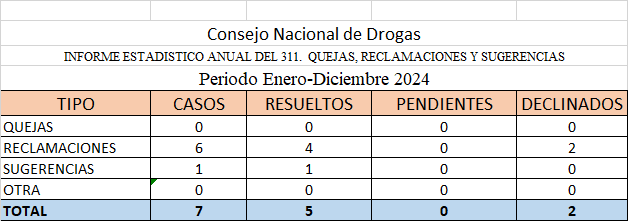 Consejo Nacional de Drogas
INFORME ESTADISTICO ANUAL DEL 311. QUEJAS, RECLAMACIONES Y SUGERENCIAS
Periodo Enero-Diciembre 2024
TIPO CASOS RESUELTOS PENDIENTES DECLINADOS
QUEJAS 0 0 0 0
RECLAMACIONES 6 4 0 2
SUGERENCIAS 1 1 0 0
OTRA 0 0 0 0
TOTAL 7 5 0 2